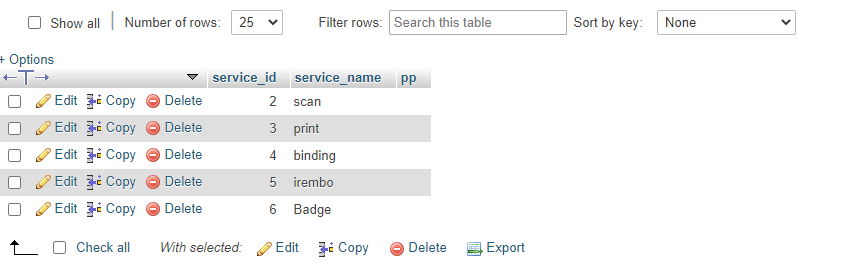 Show all Number of rows: 25 Filter rows: Search this table Sort by key: None
+ Options
service_id service_name pp
Edit Copy Delete 2 scan
Edit Copy Delete 3 print
Edit Copy Delete 4 binding
Edit Copy Delete 5 irembo
Edit Copy Delete 6 Badge
Check all With selected: Edit Copy Delete Export